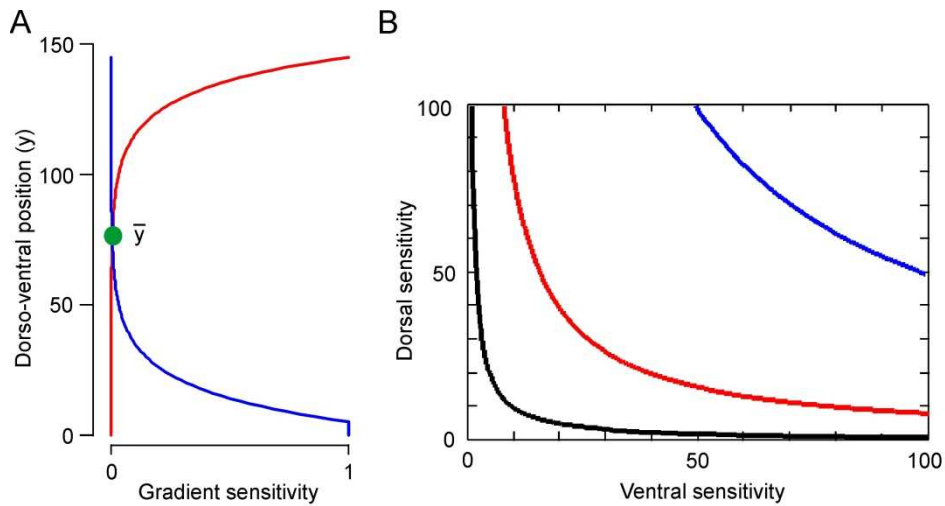 A
150
100
50
0
Dorso-ventral position (y)
ȳ
0
1
Gradient sensitivity
B
100
50
0
Dorsal sensitivity
0
50
100
Ventral sensitivity